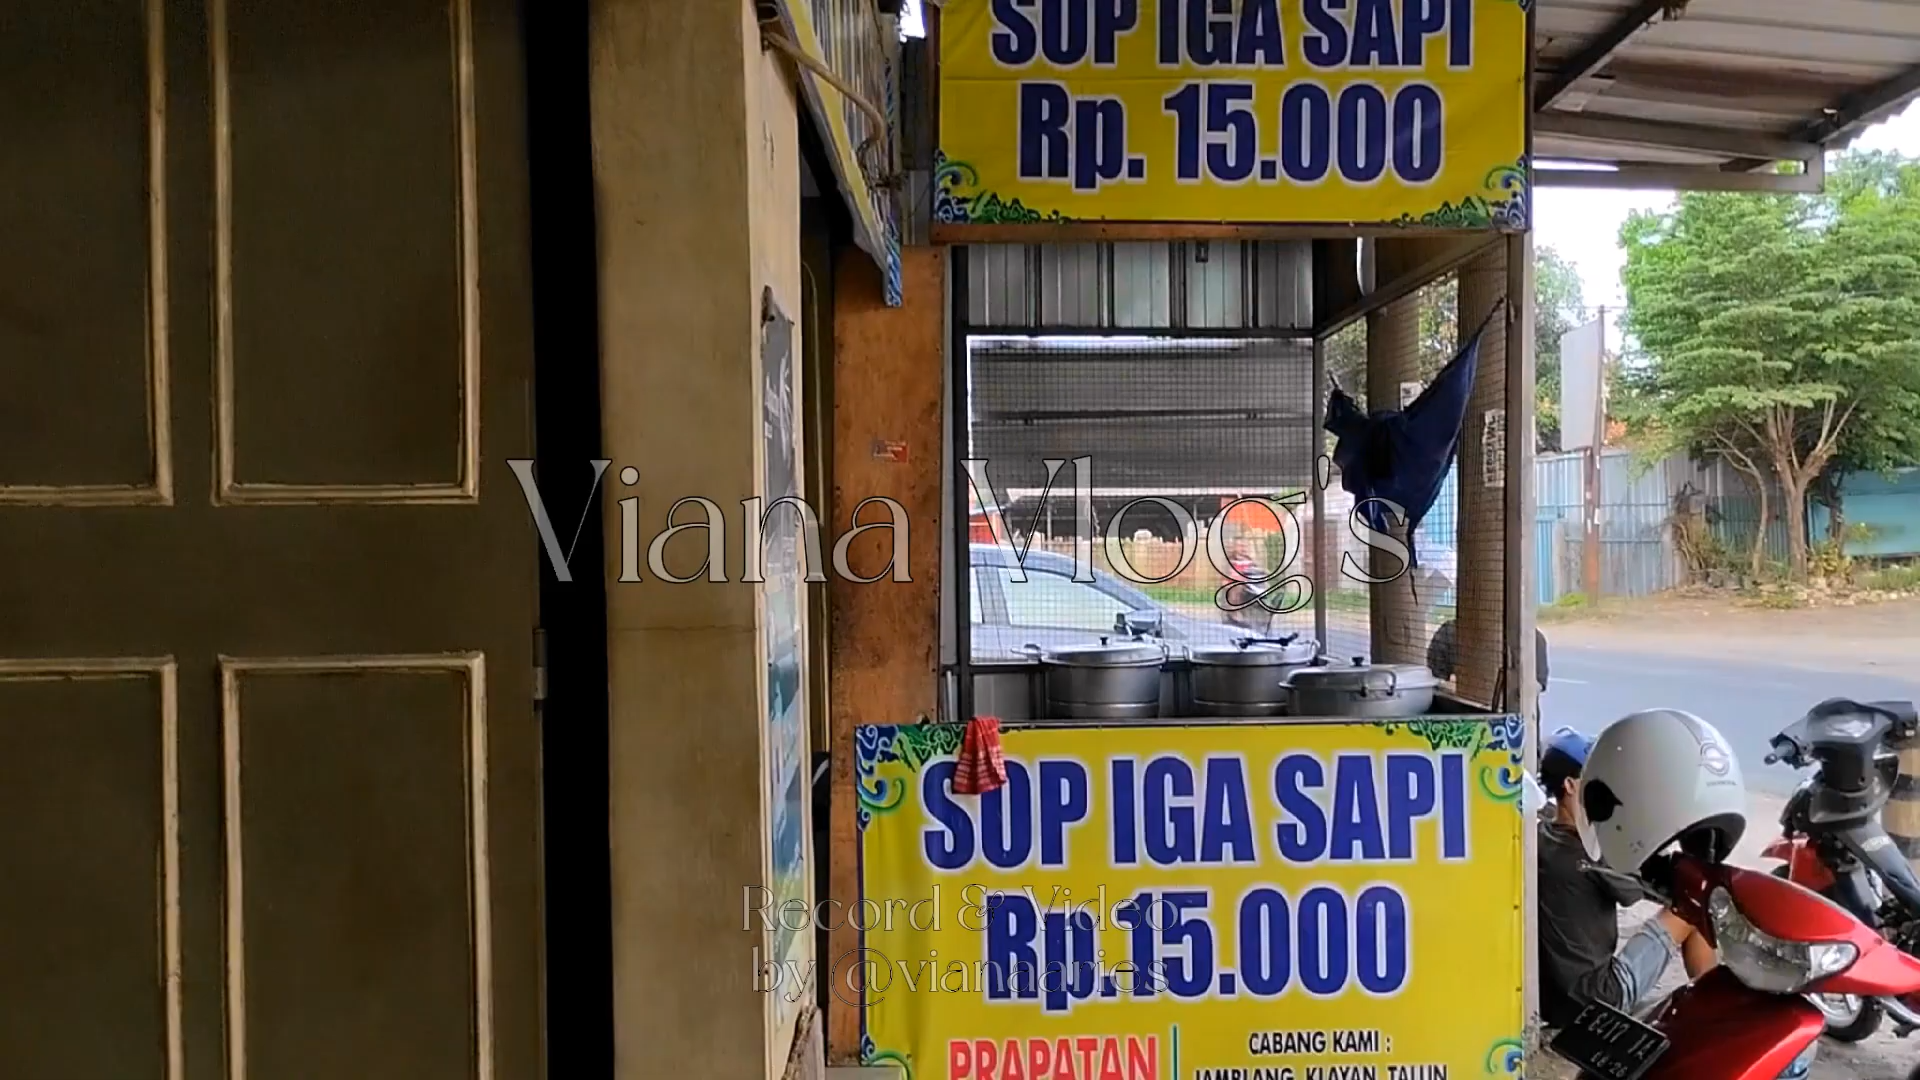 SOP IGA SAPI
Rp. 15.000
Viana Vlog's
SOP IGA SAPI
Rp.15.000
Record & Video
by @vianaaries
PRAPATAN
CABANG KAMI :
JAMBLANG, KLAYAN, TALUN